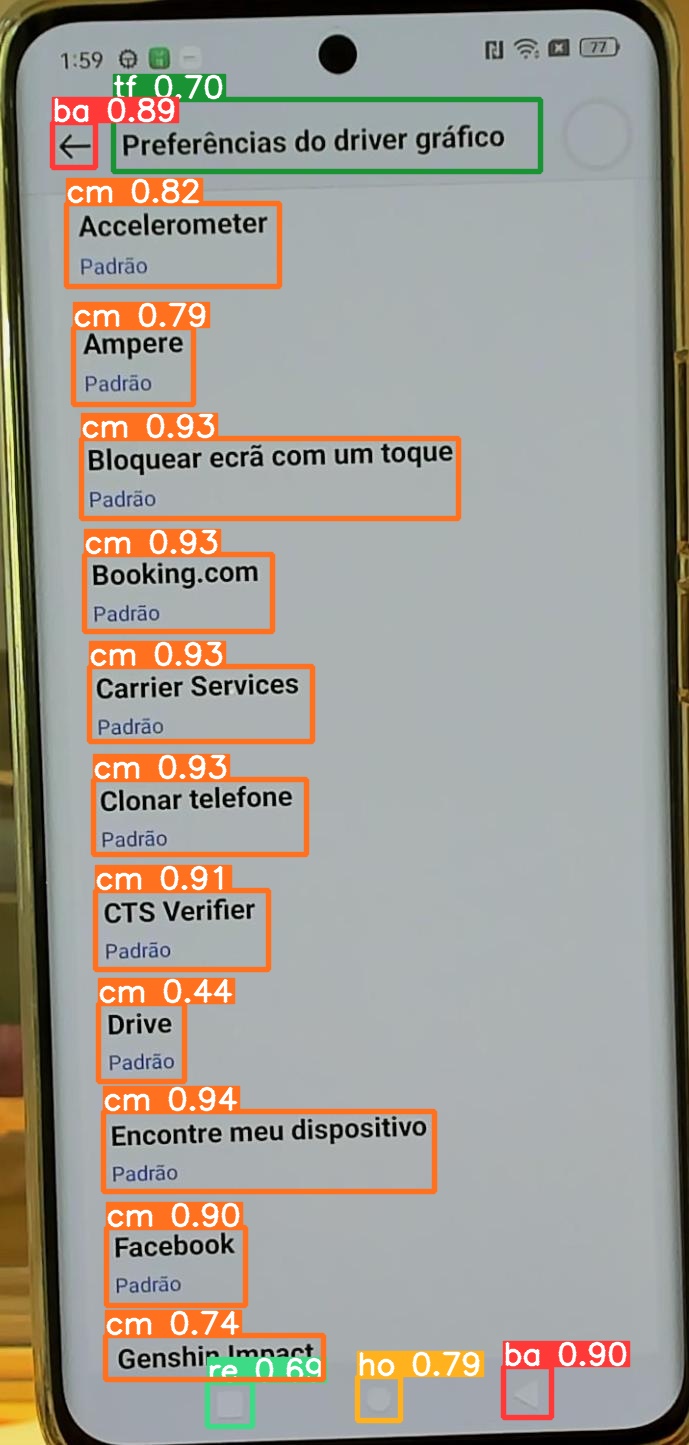 1:59 77
tf 0.70
ba 0.89
Preferências do driver gráfico
cm 0.82
Accelerometer
Padrão
cm 0.79
Ampere
Padrão
cm 0.93
Bloquear ecrã com um toque
Padrão
cm 0.93
Booking.com
Padrão
cm 0.93
Carrier Services
Padrão
cm 0.93
Clonar telefone
Padrão
cm 0.91
CTS Verifier
Padrão
cm 0.44
Drive
Padrão
cm 0.94
Encontre meu dispositivo
Padrão
cm 0.90
Facebook
Padrão
cm 0.74
Genshin Impact
re 0.69
ho 0.79
ba 0.90